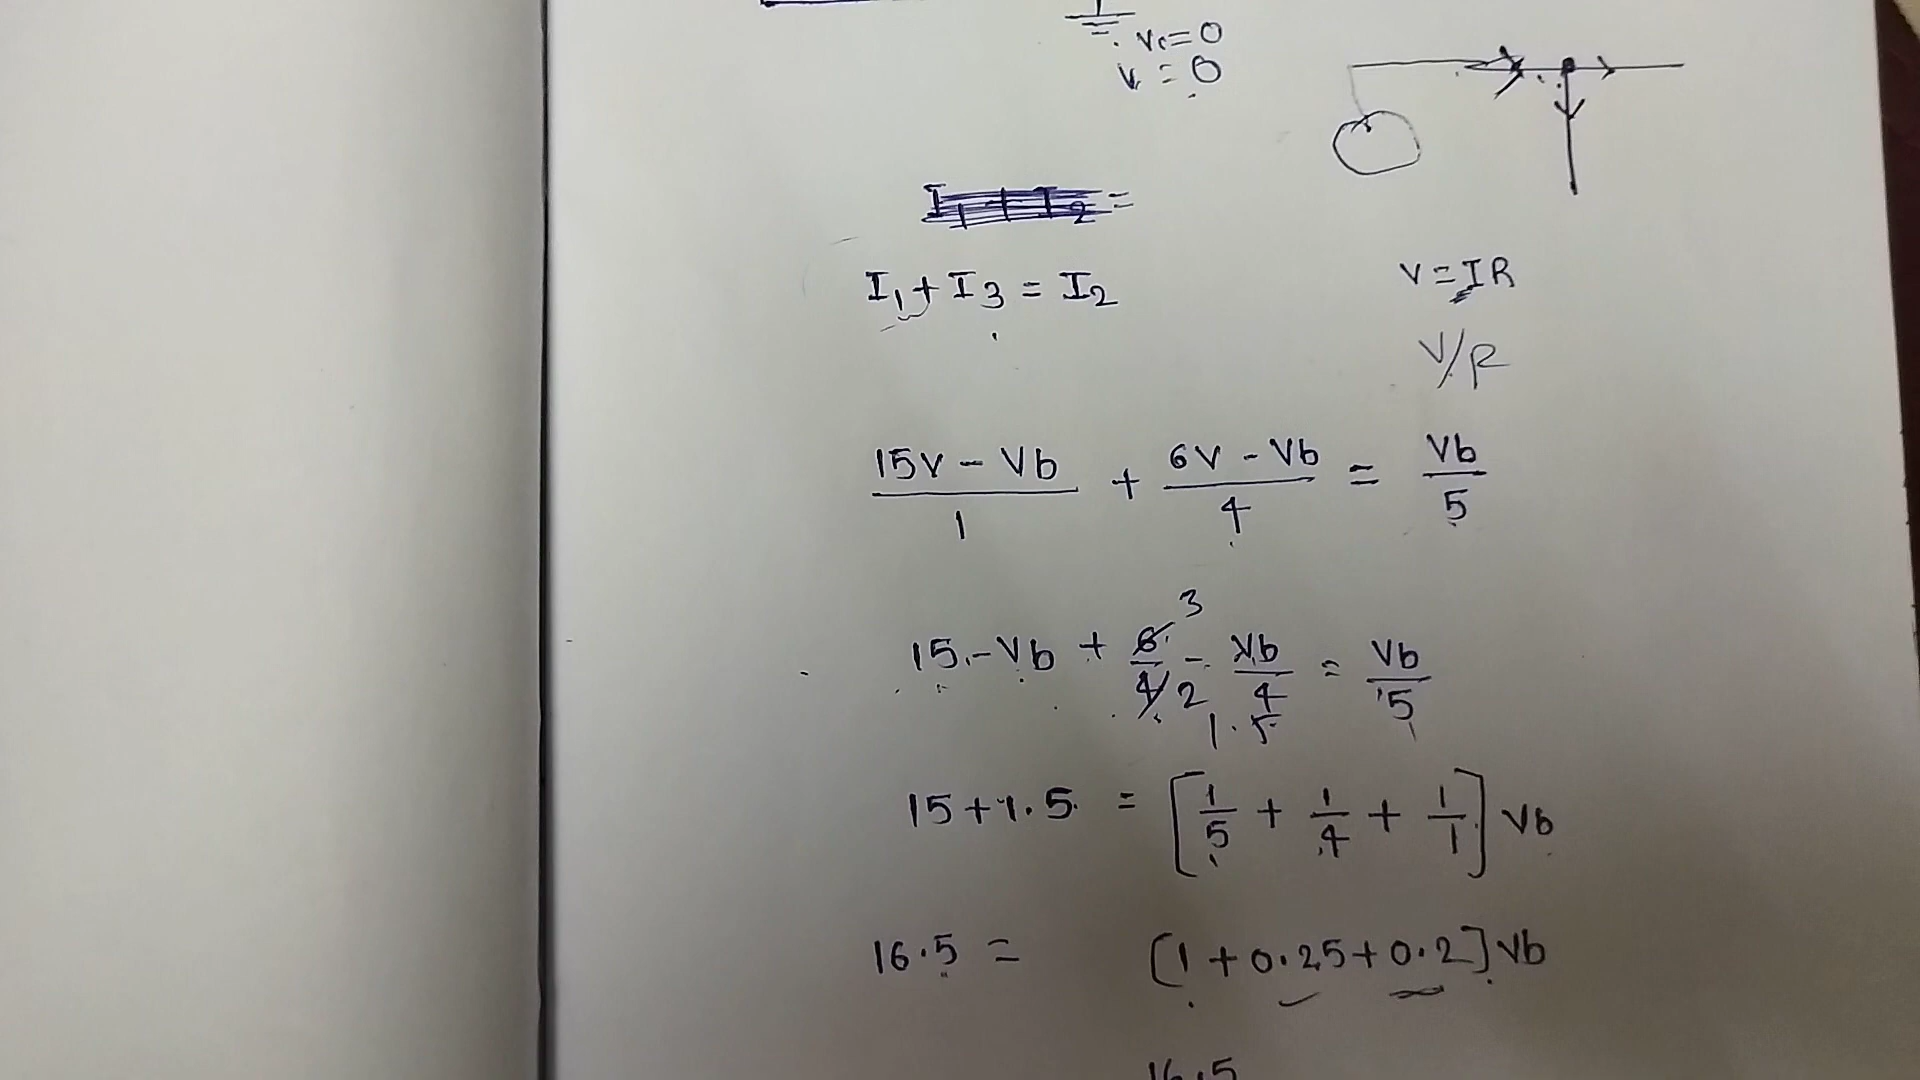 Vc=0
V=0
I1+I2 =
I1+I3 = I2
V=IR
V/R
(15V - Vb)/1 + (6V - Vb)/4 = Vb/5
15 - Vb + 6/4 3/2 - Vb/4 = Vb/5
1.5
15+1.5 = [1/5 + 1/4 + 1/1] Vb
16.5 = [1+0.25+0.2] Vb
16.5